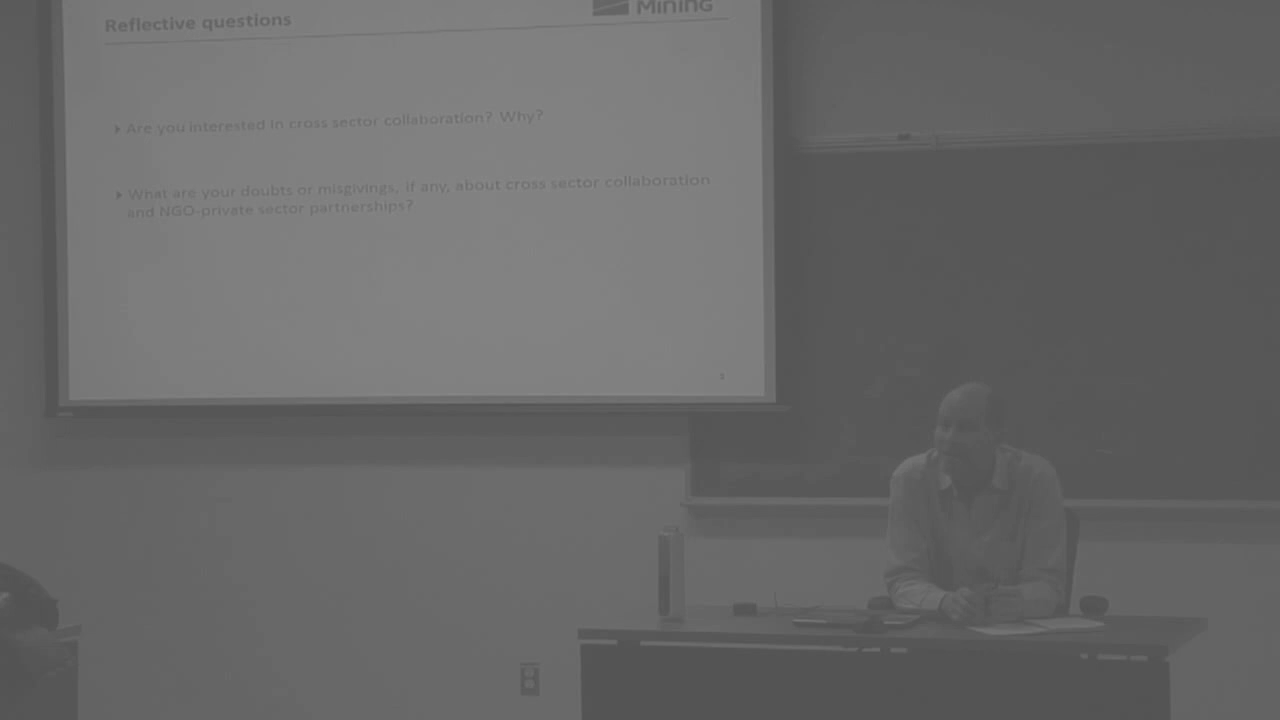 Reflective questions
Mining
Are you interested in cross sector collaboration? Why?
What are your doubts or misgivings, if any, about cross sector collaboration
and NGO-private sector partnerships?